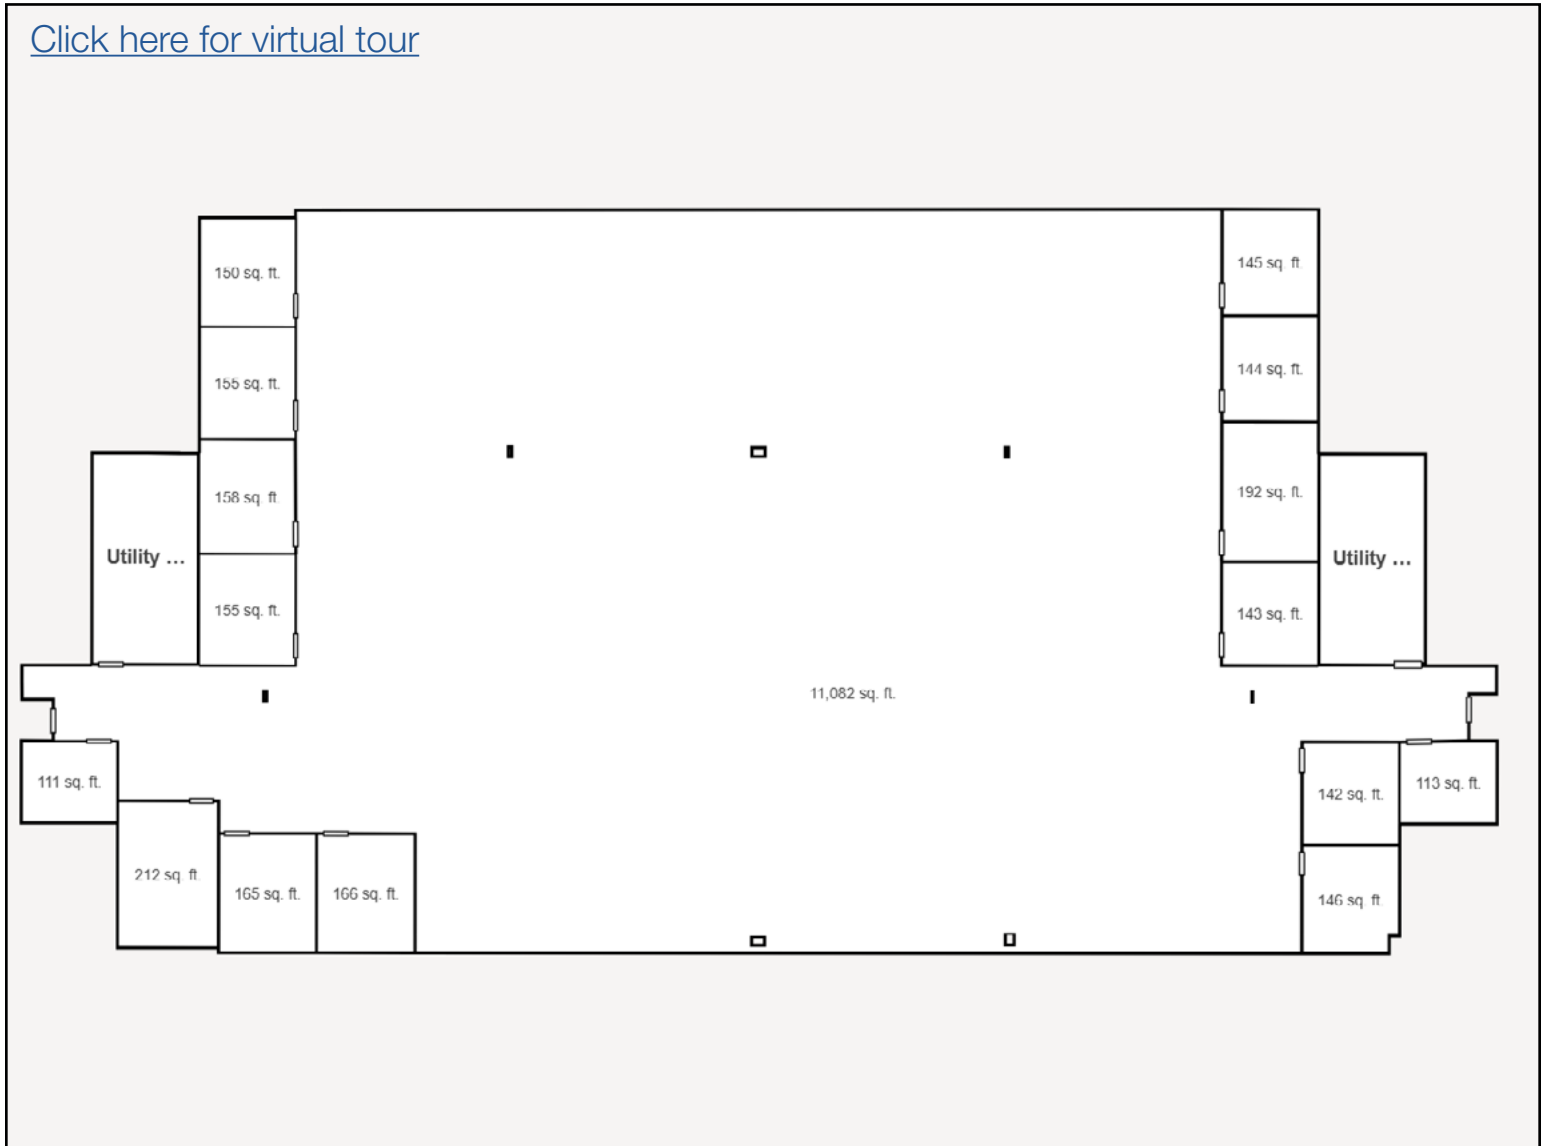 Click here for virtual tour
150 sq. ft.
145 sq. ft.
155 sq. ft.
144 sq. ft.
158 sq. ft.
192 sq. ft.
Utility ...
Utility ...
155 sq. ft.
143 sq. ft.
11,082 sq. ft.
111 sq. ft.
142 sq. ft.
113 sq. ft.
212 sq. ft.
165 sq. ft.
166 sq. ft.
146 sq. ft.